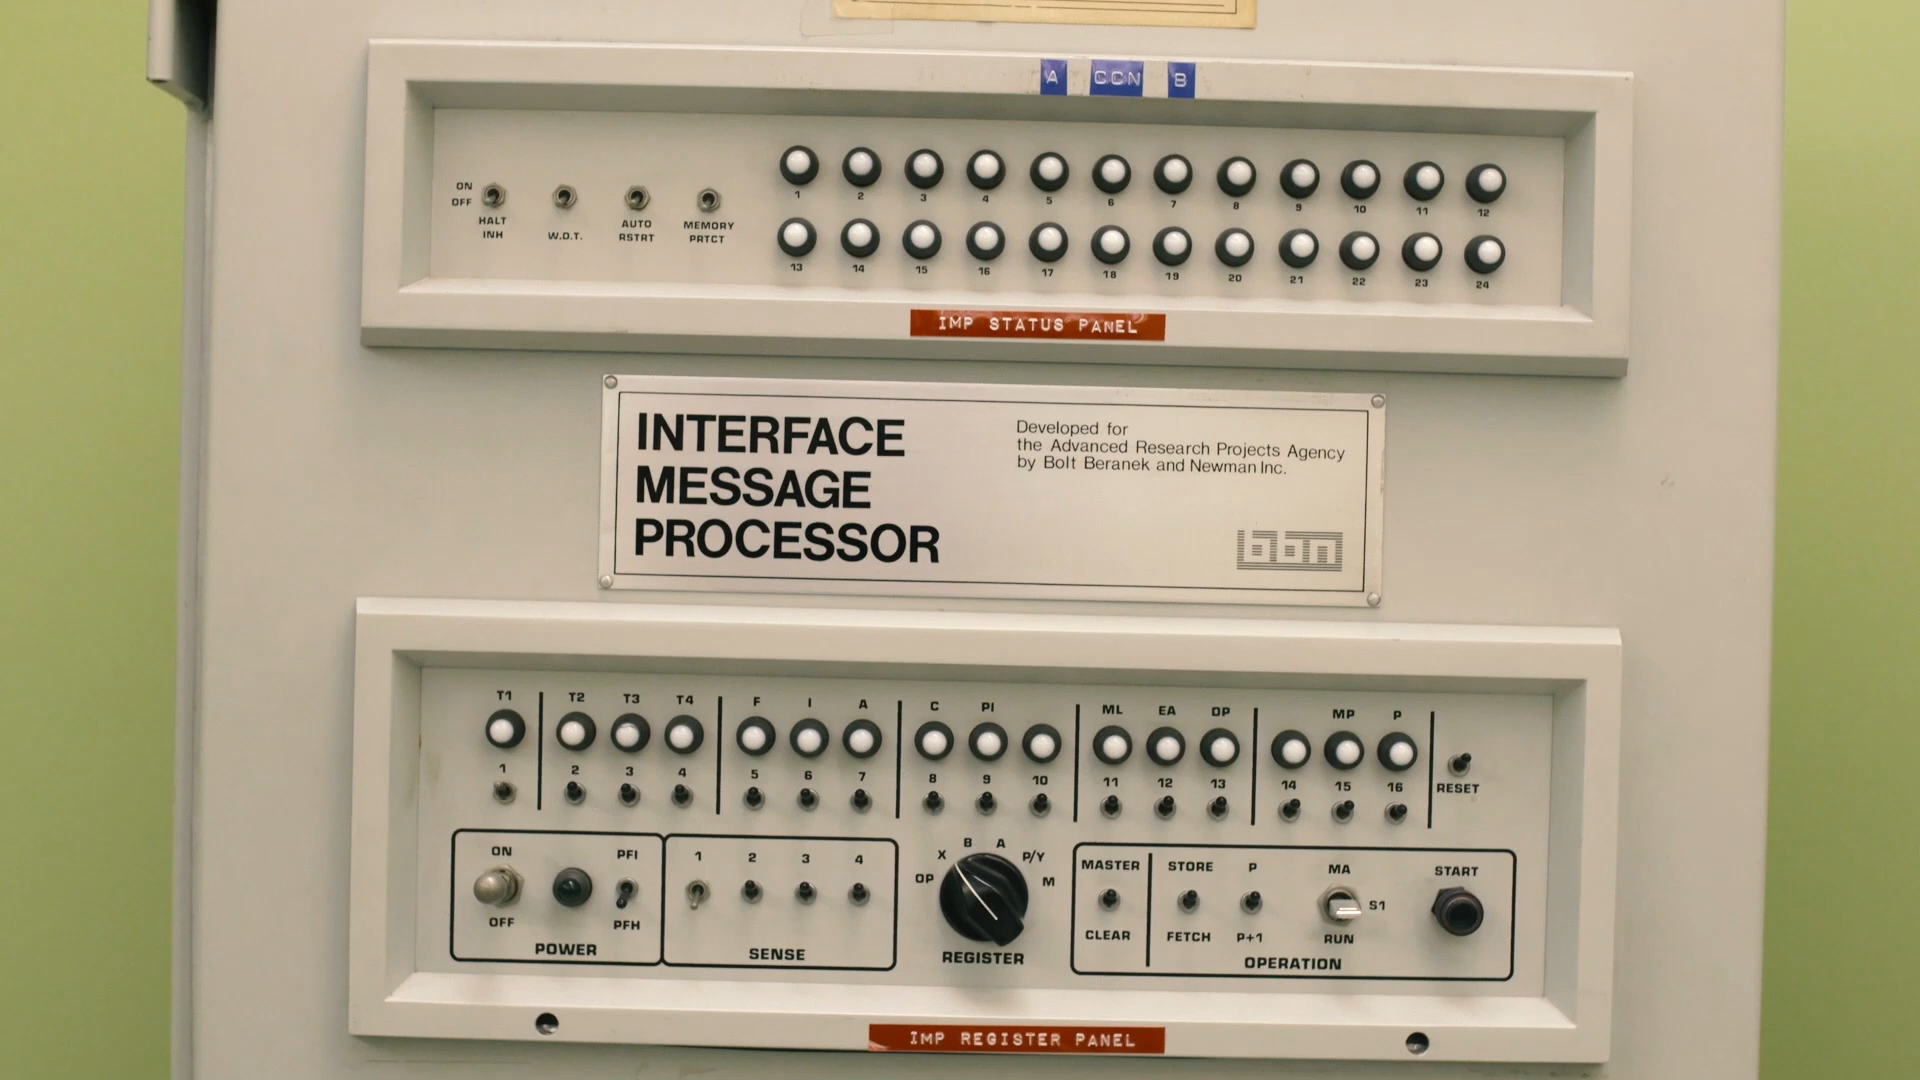 A CCN B
ON
OFF
HALT
INH
W.D.T.
AUTO
RSTRT
MEMORY
PRTCT
1 2 3 4 5 6 7 8 9 10 11 12
13 14 15 16 17 18 19 20 21 22 23 24
IMP STATUS PANEL
INTERFACE
MESSAGE
PROCESSOR
Developed for
the Advanced Research Projects Agency
by Bolt Beranek and Newman Inc.
bbn
T1 T2 T3 T4 F I A C PI ML EA DP MP P
1 2 3 4 5 6 7 8 9 10 11 12 13 14 15 16
RESET
ON
OFF
PFI
PFH
POWER
1 2 3 4
SENSE
OP X B A P/Y M
REGISTER
MASTER
CLEAR
STORE
FETCH
P
P+1
MA
S1
RUN
START
OPERATION
IMP REGISTER PANEL